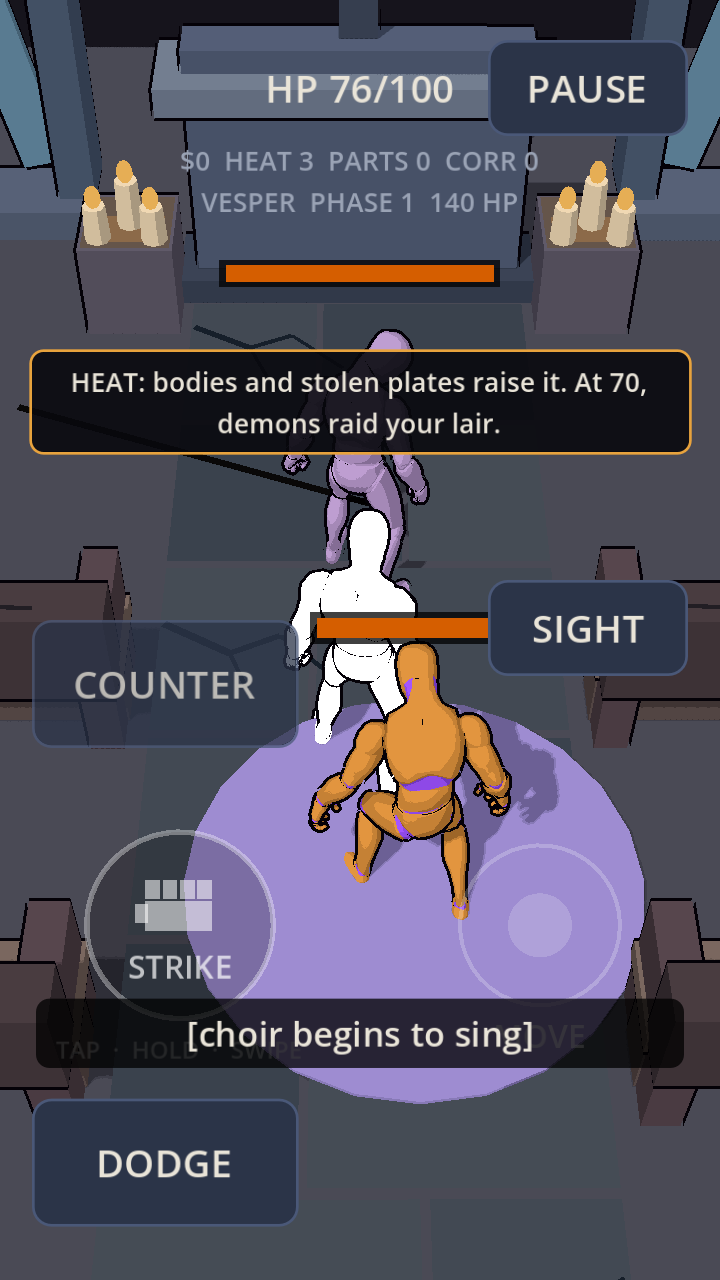 HP 76/100
PAUSE
$0 HEAT 3 PARTS 0 CORR 0
VESPER PHASE 1 140 HP
HEAT: bodies and stolen plates raise it. At 70,
demons raid your lair.
SIGHT
COUNTER
STRIKE
[choir begins to sing]
TAP · HOLD · SWIPE
DODGE